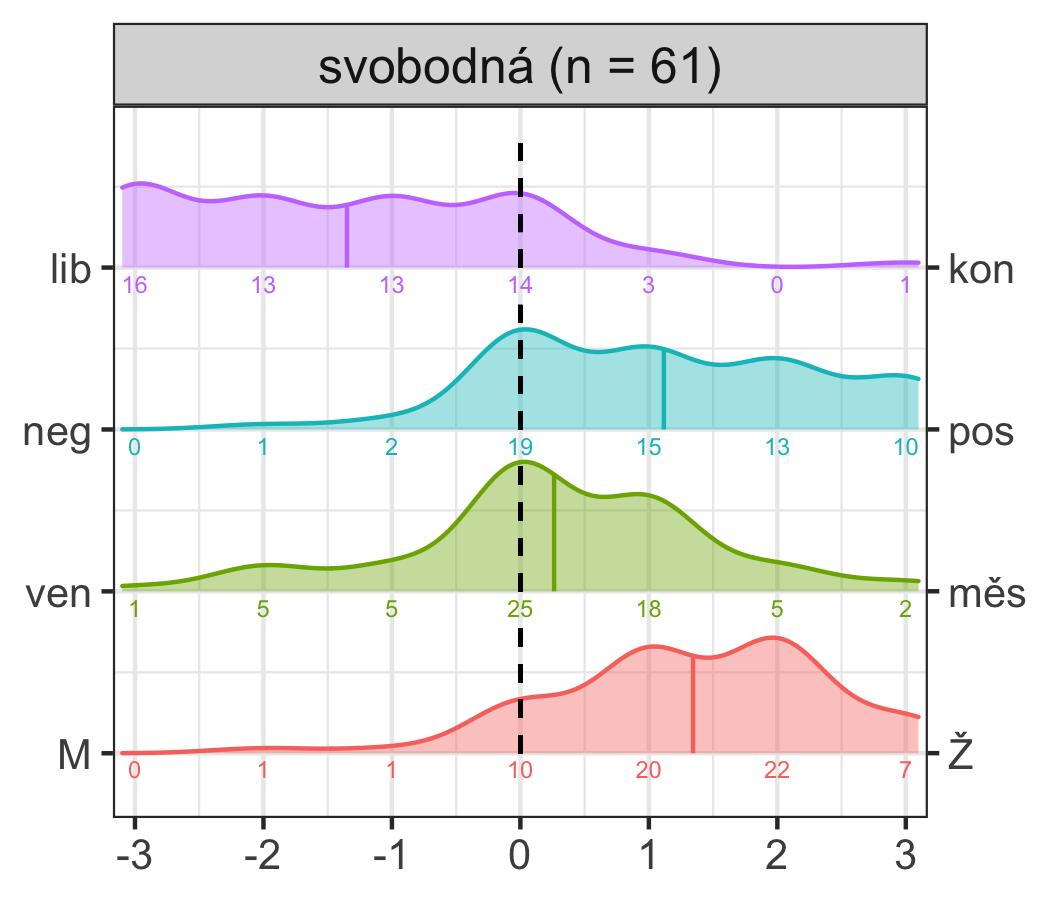 svobodná (n = 61)
lib kon
16 13 13 14 3 0 1
neg pos
0 1 2 19 15 13 10
ven měs
1 5 5 25 18 5 2
M Ž
0 1 1 10 20 22 7
-3 -2 -1 0 1 2 3